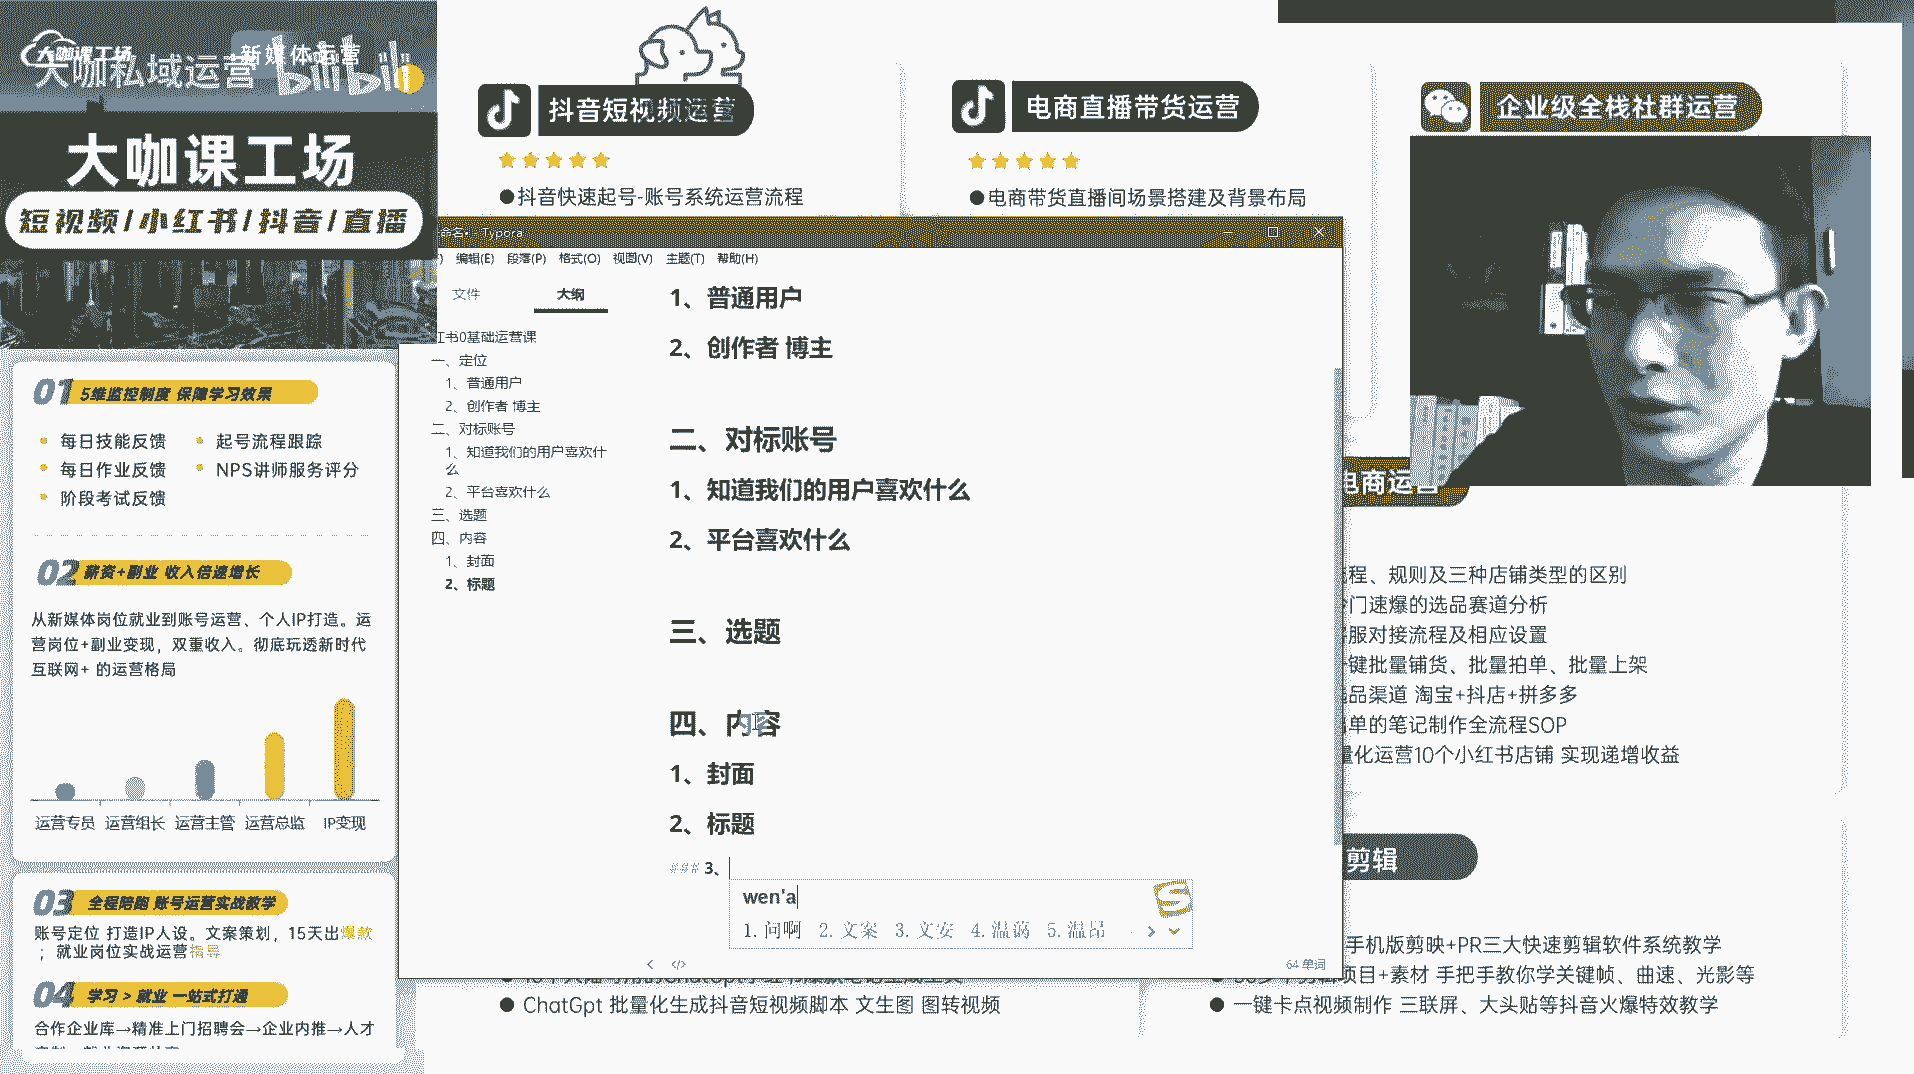 大咖课工场
新媒体运营
大咖私域运营
bilibili
大咖课工场
短视频/小红书/抖音/直播
01 5维监控制度 保障学习效果
每日技能反馈
起号流程跟踪
每日作业反馈
NPS讲师服务评分
阶段考试反馈
02 薪资+副业 收入倍速增长
从新媒体岗位就业到账号运营、个人IP打造。运
营岗位+副业变现，双重收入。彻底玩透新时代
互联网+ 的运营格局
运营专员 运营组长 运营主管 运营总监 IP变现
03 全程陪跑 账号运营实战教学
账号定位 打造IP人设。文案策划，15天出爆款
；就业岗位实战运营指导
04 学习 > 就业 一站式打通
合作企业库→精准上门招聘会→企业内推→人才
抖音短视频运营
●抖音快速起号-账号系统运营流程
电商直播带货运营
●电商带货直播间场景搭建及背景布局
企业级全栈社群运营
命名• - Typora
) 编辑(E) 段落(P) 格式(O) 视图(V) 主题(T) 帮助(H)
文件 大纲
红书0基础运营课
一、定位
1、普通用户
2、创作者 博主
二、对标账号
1、知道我们的用户喜欢什
么
2、平台喜欢什么
三、选题
四、内容
1、封面
2、标题
1、普通用户
2、创作者 博主
二、对标账号
1、知道我们的用户喜欢什么
2、平台喜欢什么
三、选题
四、内容
1、封面
2、标题
### 3、
wen'a
1.问啊 2.文案 3.文安 4.温蔼 5.温昂
64 单词
电商运营
程、规则及三种店铺类型的区别
门速爆的选品赛道分析
服对接流程及相应设置
键批量铺货、批量拍单、批量上架
品渠道 淘宝+抖店+拼多多
单的笔记制作全流程SOP
量化运营10个小红书店铺 实现递增收益
剪辑
手机版剪映+PR三大快速剪辑软件系统教学
项目+素材 手把手教你学关键帧、曲速、光影等
● 一键卡点视频制作 三联屏、大头贴等抖音火爆特效教学
● ChatGpt 批量化生成抖音短视频脚本 文生图 图转视频